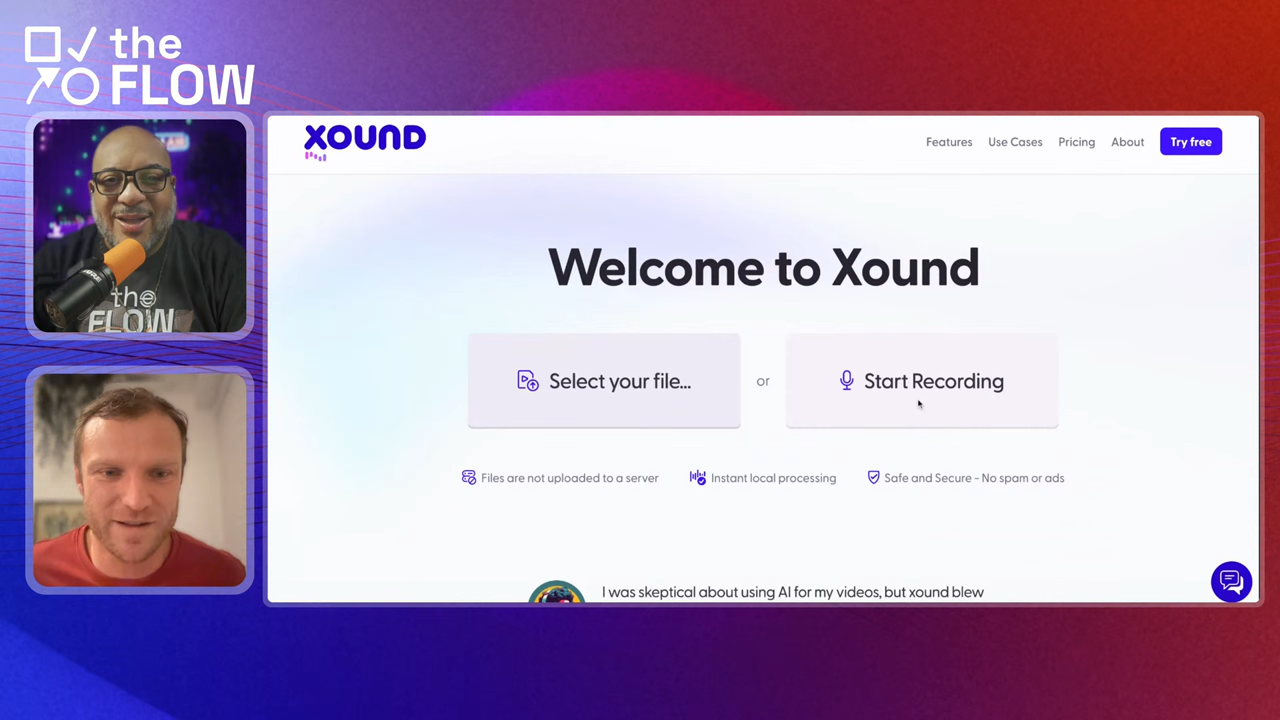 the
FLOW
XOUND
Features
Use Cases
Pricing
About
Try free
Welcome to Xound
Select your file...
or
Start Recording
Files are not uploaded to a server
Instant local processing
Safe and Secure - No spam or ads
I was skeptical about using AI for my videos, but xound blew
SHURE
the
FLOW